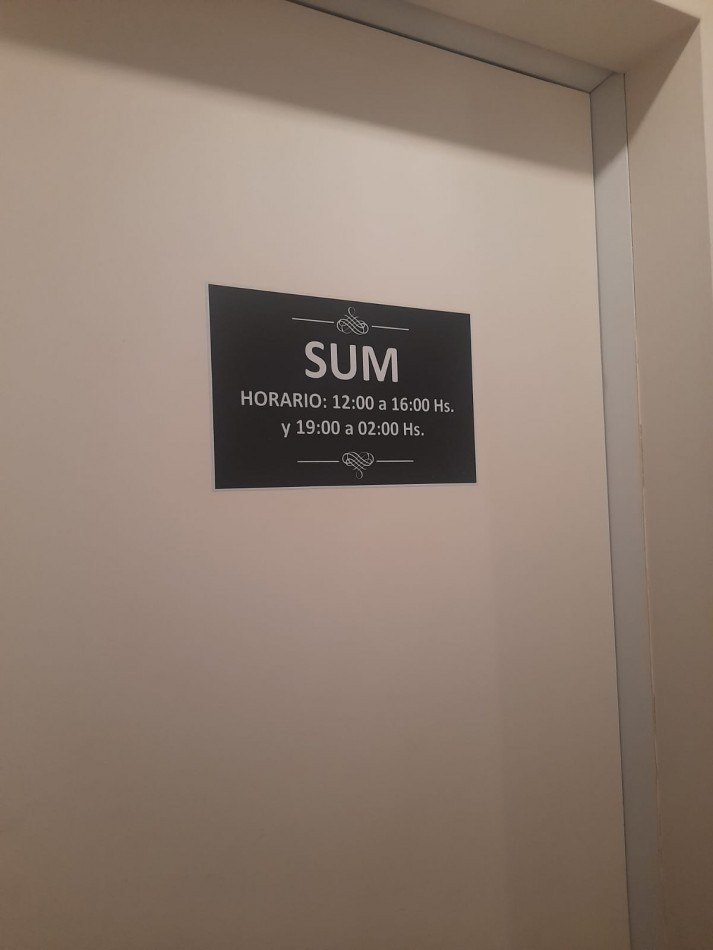 SUM
HORARIO: 12:00 a 16:00 Hs.
y 19:00 a 02:00 Hs.